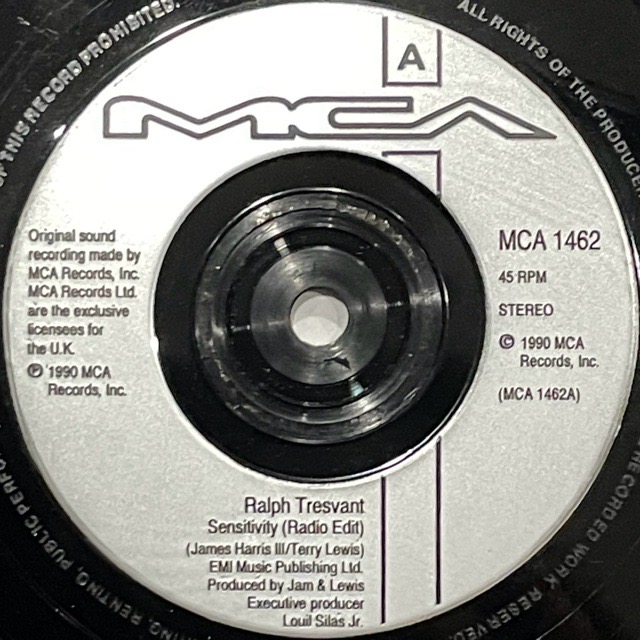 OF THIS RECORD PROHIBITED.
ALL RIGHTS OF THE PRODUCE
A
MCA
Original sound
recording made by
MCA Records, Inc.
MCA Records Ltd.
are the exclusive
licensees for
the U.K.
℗ 1990 MCA
Records, Inc.
MCA 1462
45 RPM
STEREO
© 1990 MCA
Records, Inc.
(MCA 1462A)
Ralph Tresvant
Sensitivity (Radio Edit)
(James Harris III/Terry Lewis)
EMI Music Publishing Ltd.
Produced by Jam & Lewis
Executive producer
Louil Silas Jr.
RECORDED WORK RESERVED
RENTING, PUBLIC